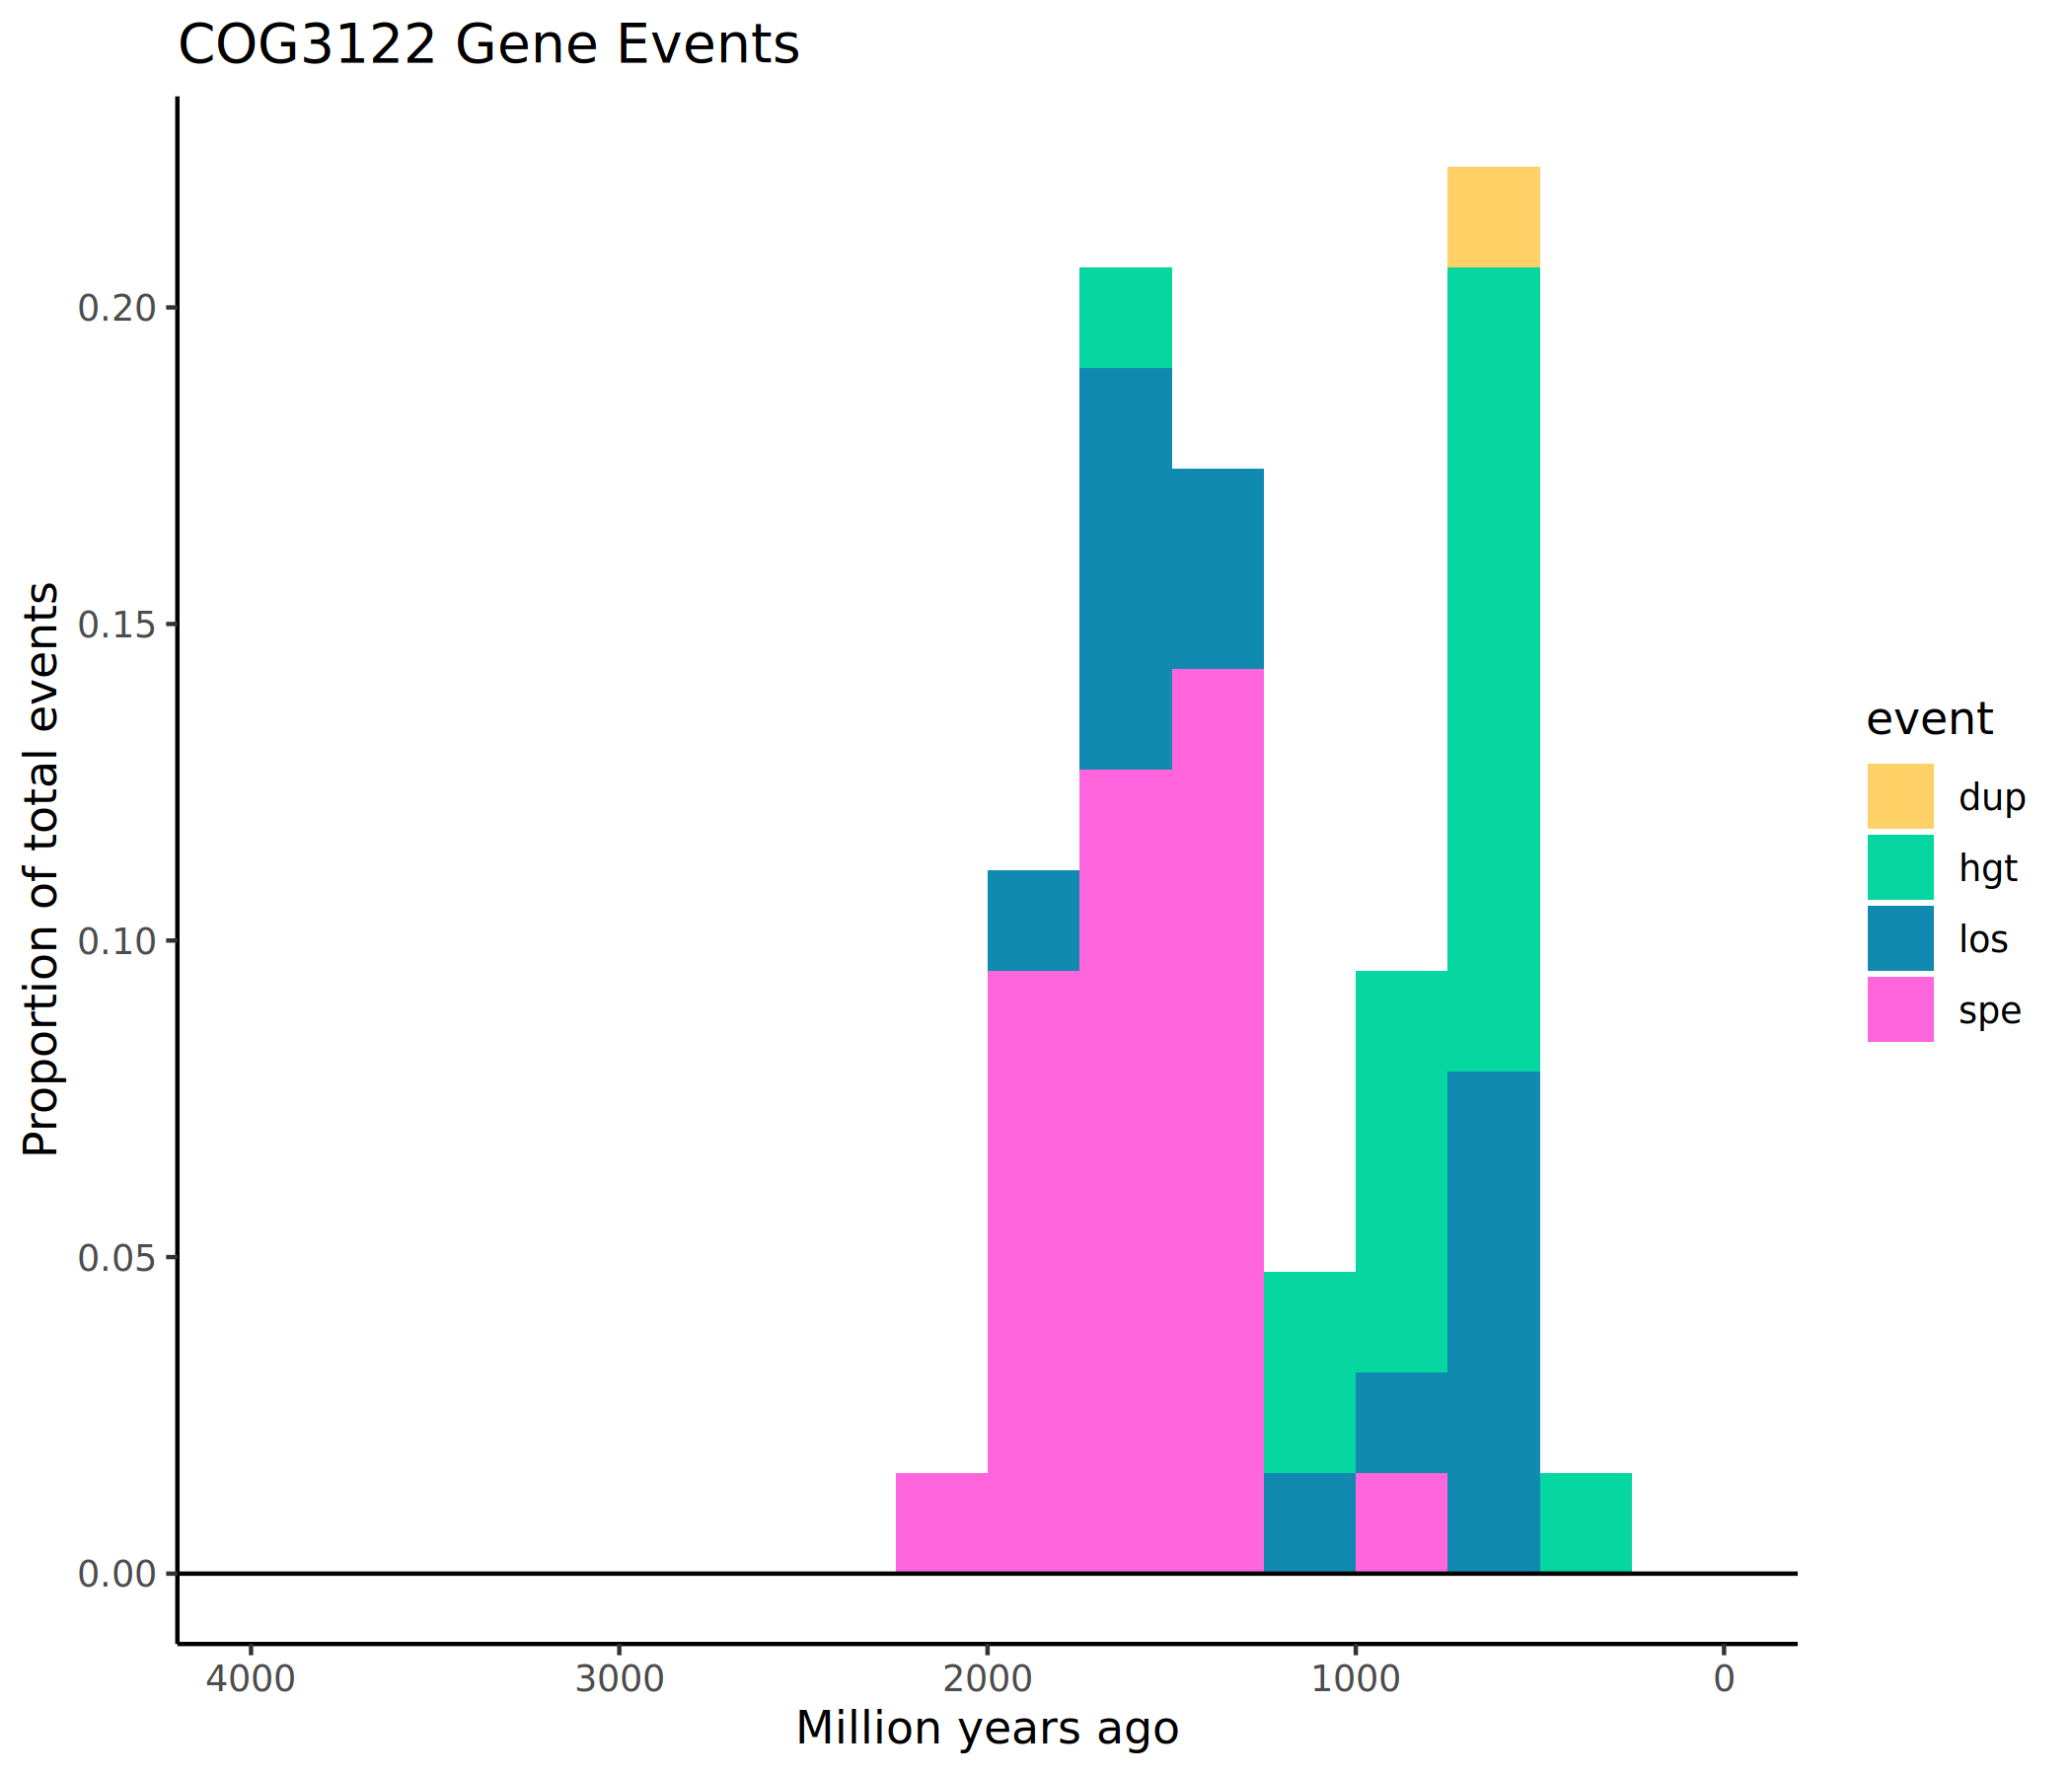 COG3122 Gene Events
Proportion of total events
0.20
0.15
0.10
0.05
0.00
4000 3000 2000 1000 0
Million years ago
event
dup
hgt
los
spe